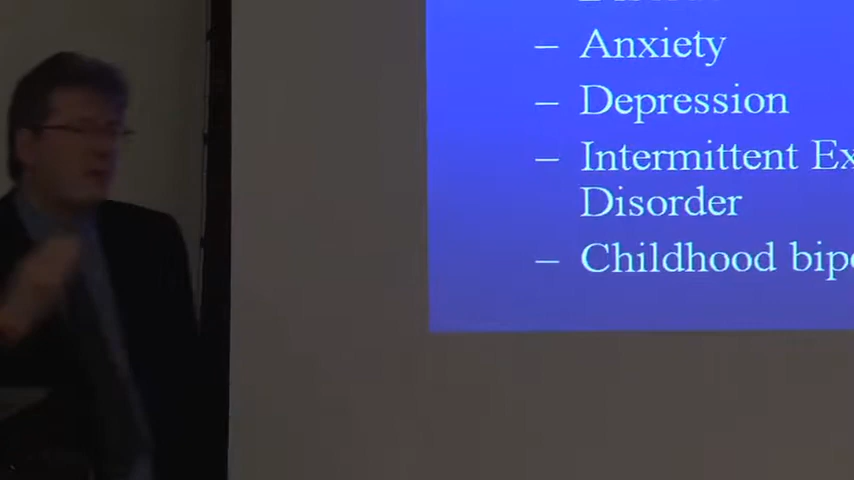 – Anxiety
– Depression
– Intermittent
Disorder
– Childhood